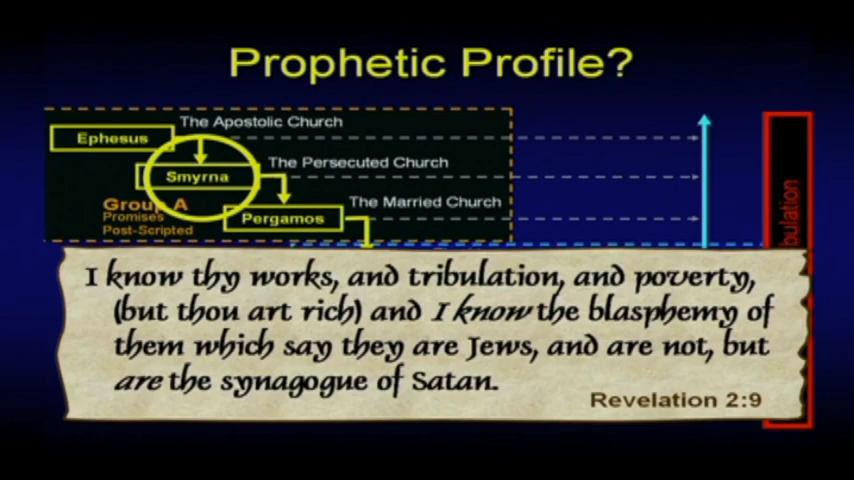 Prophetic Profile?
The Apostolic Church
Ephesus
The Persecuted Church
Smyrna
The Married Church
Group A
Pergamos
Promises
Post-Scripted
bulation
I know thy works, and tribulation, and poverty,
(but thou art rich) and I know the blasphemy of
them which say they are Jews, and are not, but
are the synagogue of Satan.
Revelation 2:9